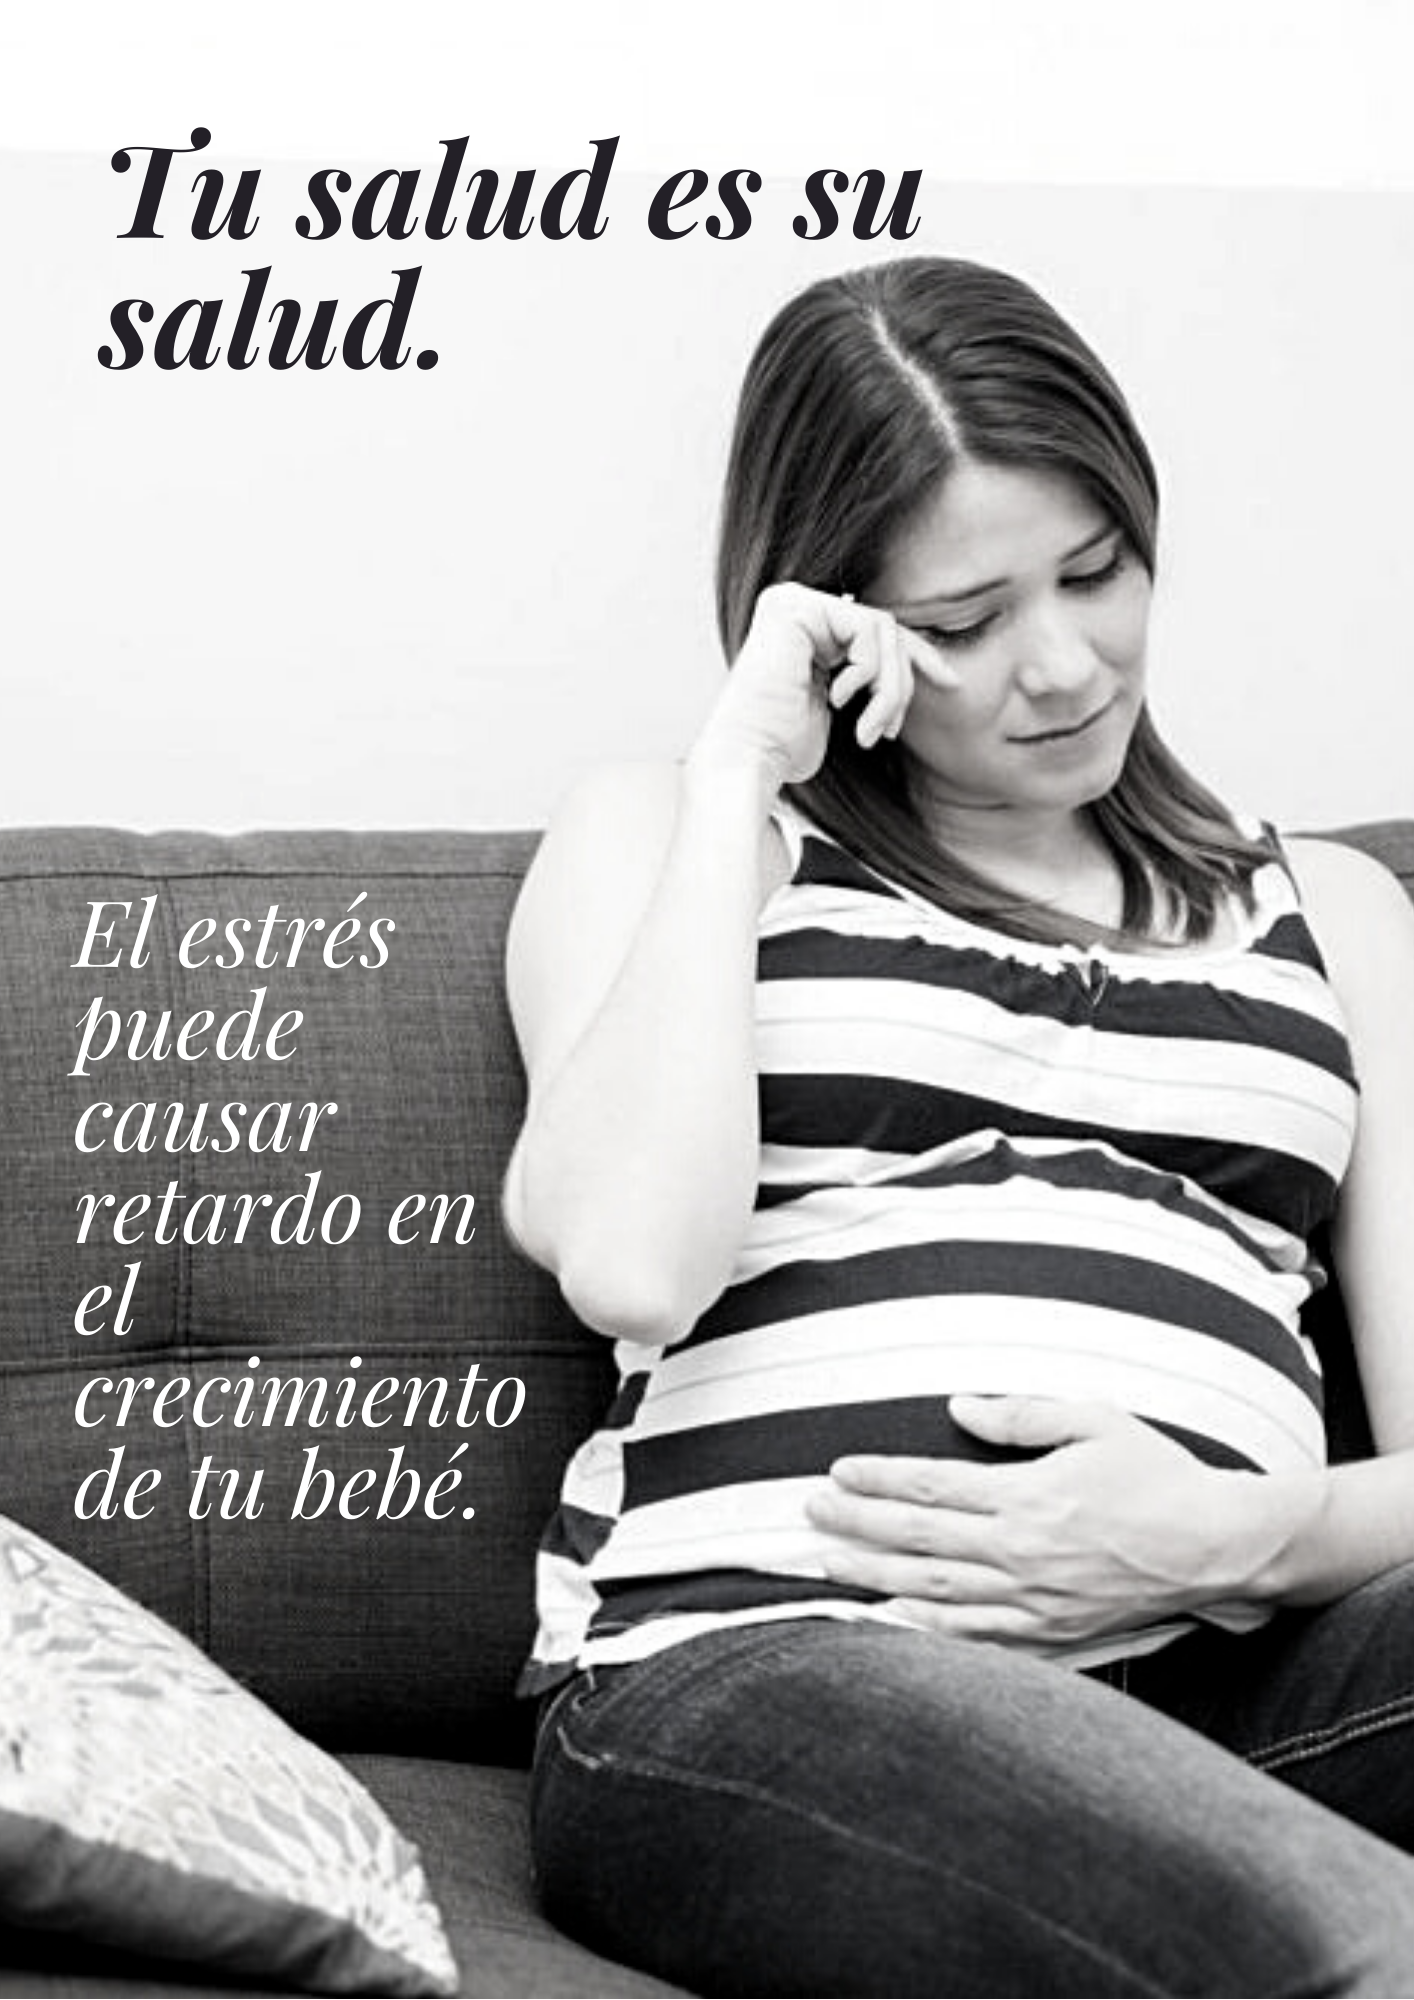 Tu salud es su
salud.
El estrés
puede
causar
retardo en
el
crecimiento
de tu bebé.